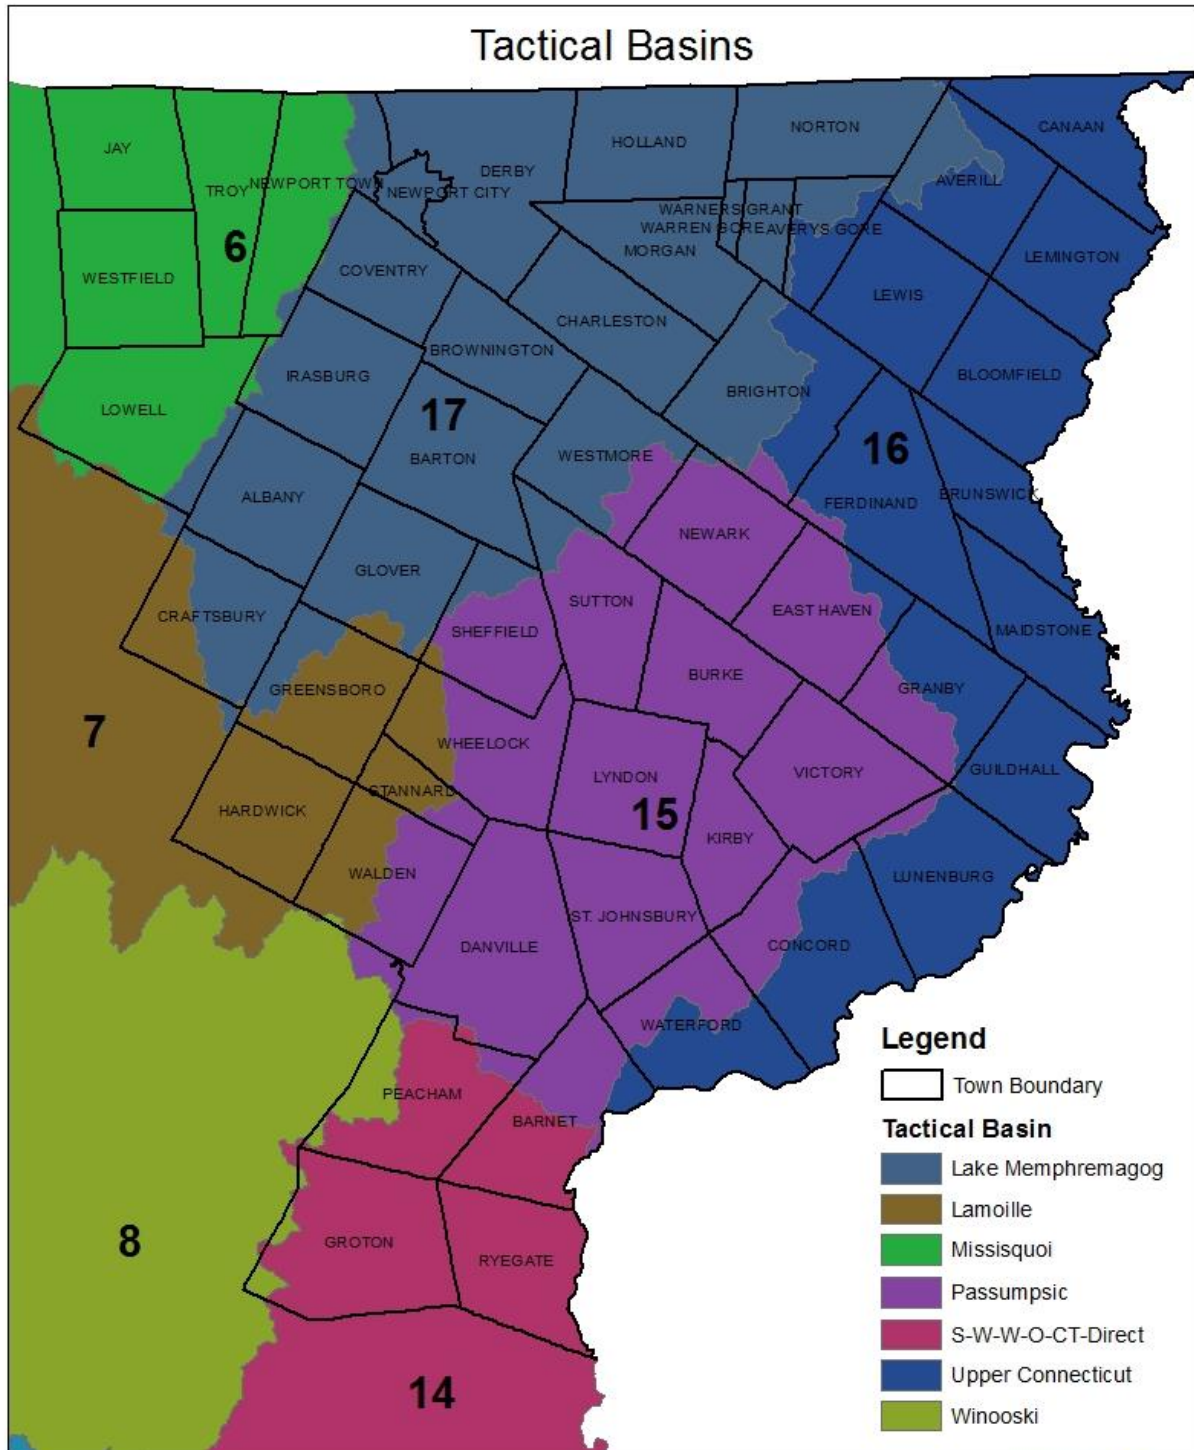 Tactical Basins
CANAAN
NORTON
HOLLAND
JAY
DERBY
AVERILL
TROY
NEWPORT TOWN
NEWPORT CITY
WARNERS GRANT
WARREN GORE
AVERYS GORE
6
MORGAN
LEMINGTON
COVENTRY
WESTFIELD
LEWIS
CHARLESTON
BROWNINGTON
IRASBURG
BLOOMFIELD
BRIGHTON
LOWELL
17
16
BARTON
WESTMORE
ALBANY
BRUNSWICK
FERDINAND
NEWARK
GLOVER
SUTTON
EAST HAVEN
CRAFTSBURY
SHEFFIELD
MAIDSTONE
BURKE
GREENSBORO
GRANBY
7
WHEELOCK
GUILDHALL
VICTORY
LYNDON
STANNARD
HARDWICK
15
KIRBY
WALDEN
LUNENBURG
ST. JOHNSBURY
DANVILLE
CONCORD
WATERFORD
PEACHAM
BARNET
8
GROTON
RYEGATE
14
Legend
Town Boundary
Tactical Basin
Lake Memphremagog
Lamoille
Missisquoi
Passumpsic
S-W-W-O-CT-Direct
Upper Connecticut
Winooski